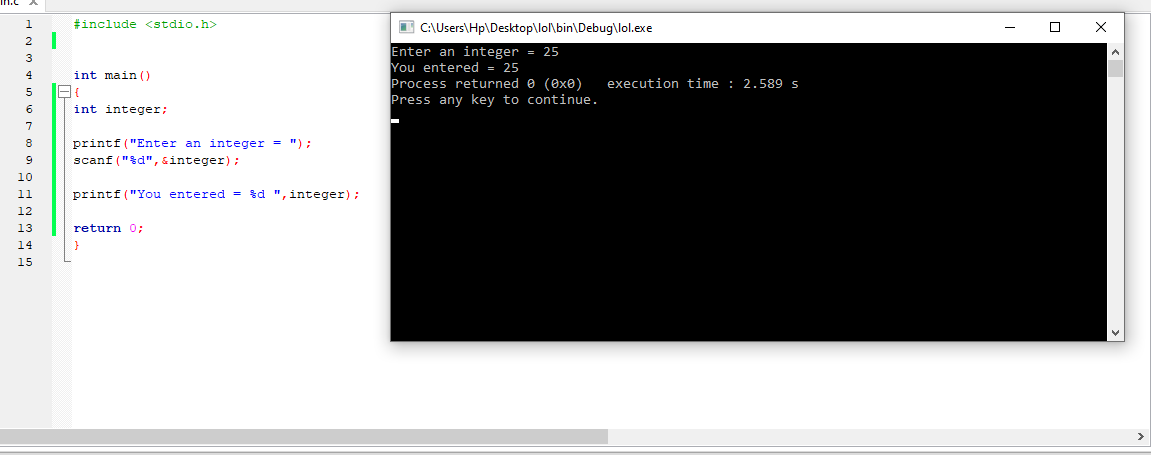 1 #include <stdio.h>
2
3
4 int main()
5 {
6 int integer;
7
8 printf("Enter an integer = ");
9 scanf("%d",&integer);
10
11 printf("You entered = %d ",integer);
12
13 return 0;
14 }
15
C:\Users\Hp\Desktop\lol\bin\Debug\lol.exe
Enter an integer = 25
You entered = 25
Process returned 0 (0x0) execution time : 2.589 s
Press any key to continue.